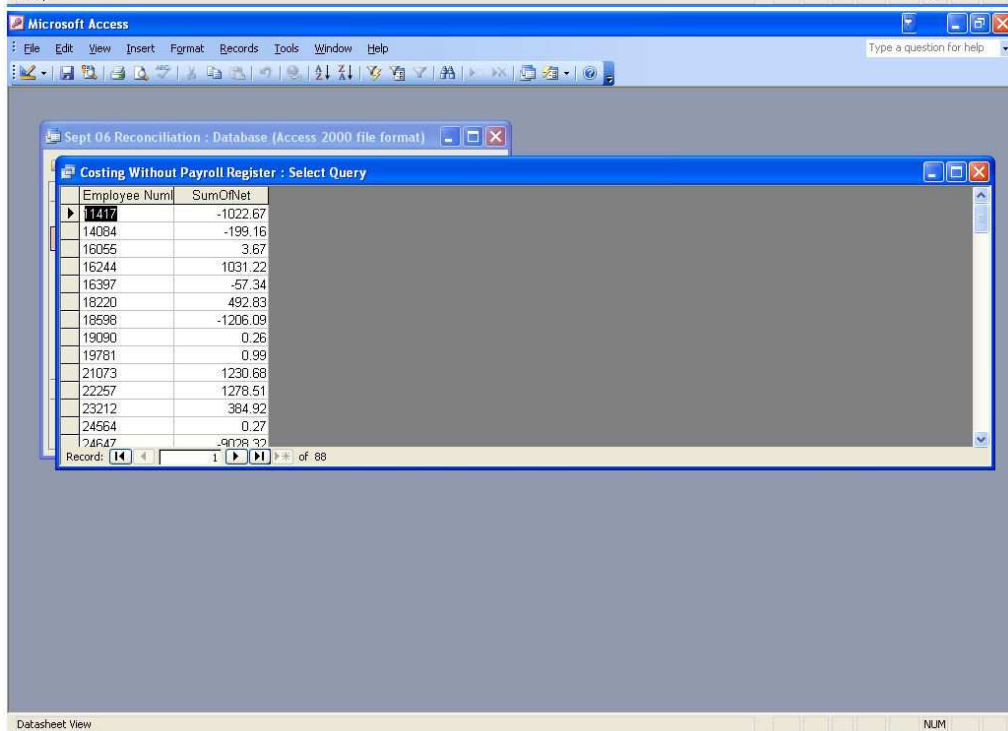 Microsoft Access
File Edit View Insert Format Records Tools Window Help
Type a question for help
Sept 06 Reconciliation : Database (Access 2000 file format)
Costing Without Payroll Register : Select Query
Employee Numl SumOfNet
11417 -1022.67
14084 -199.16
16055 3.67
16244 1031.22
16397 -57.34
18220 492.83
18598 -1206.09
19090 0.26
19781 0.99
21073 1230.68
22257 1278.51
23212 384.92
24564 0.27
24647 -9028.32
Record: 1 of 88
Datasheet View NUM